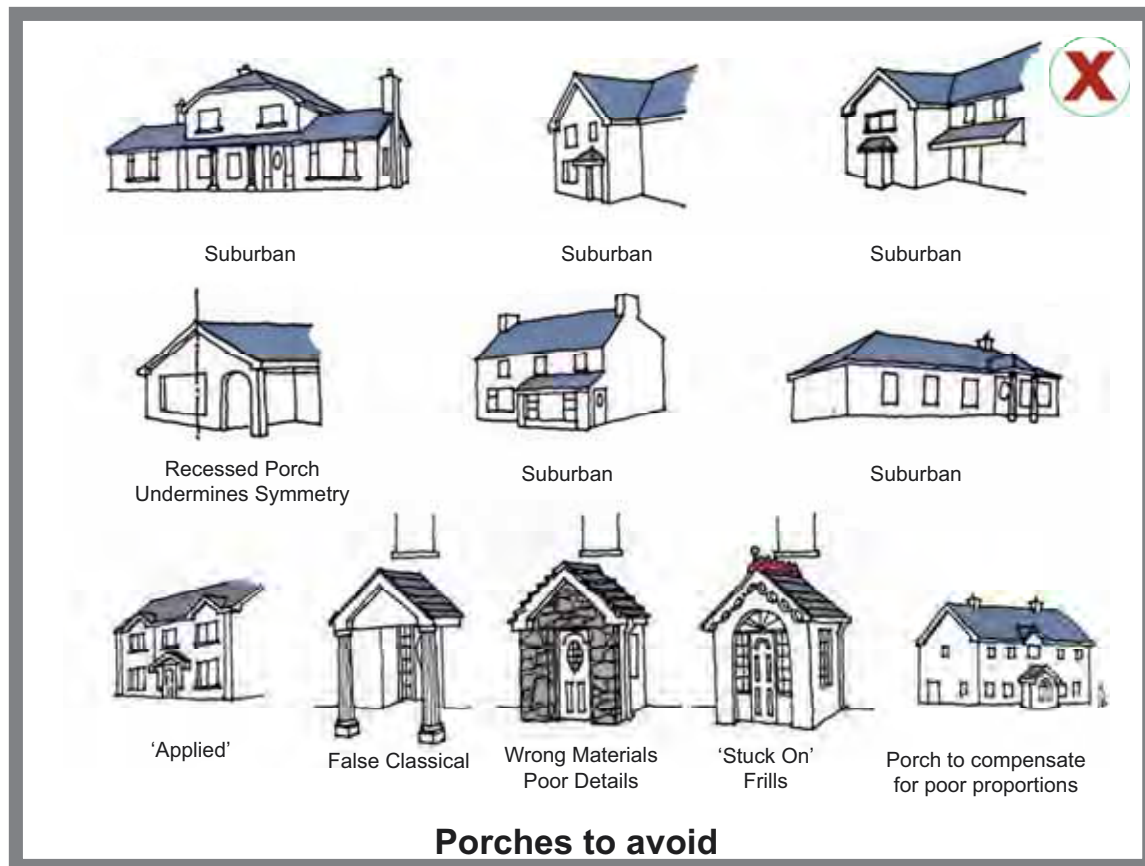 X
Suburban
Suburban
Suburban
Recessed Porch
Undermines Symmetry
Suburban
Suburban
‘Applied’
False Classical
Wrong Materials
Poor Details
‘Stuck On’
Frills
Porch to compensate
for poor proportions
Porches to avoid